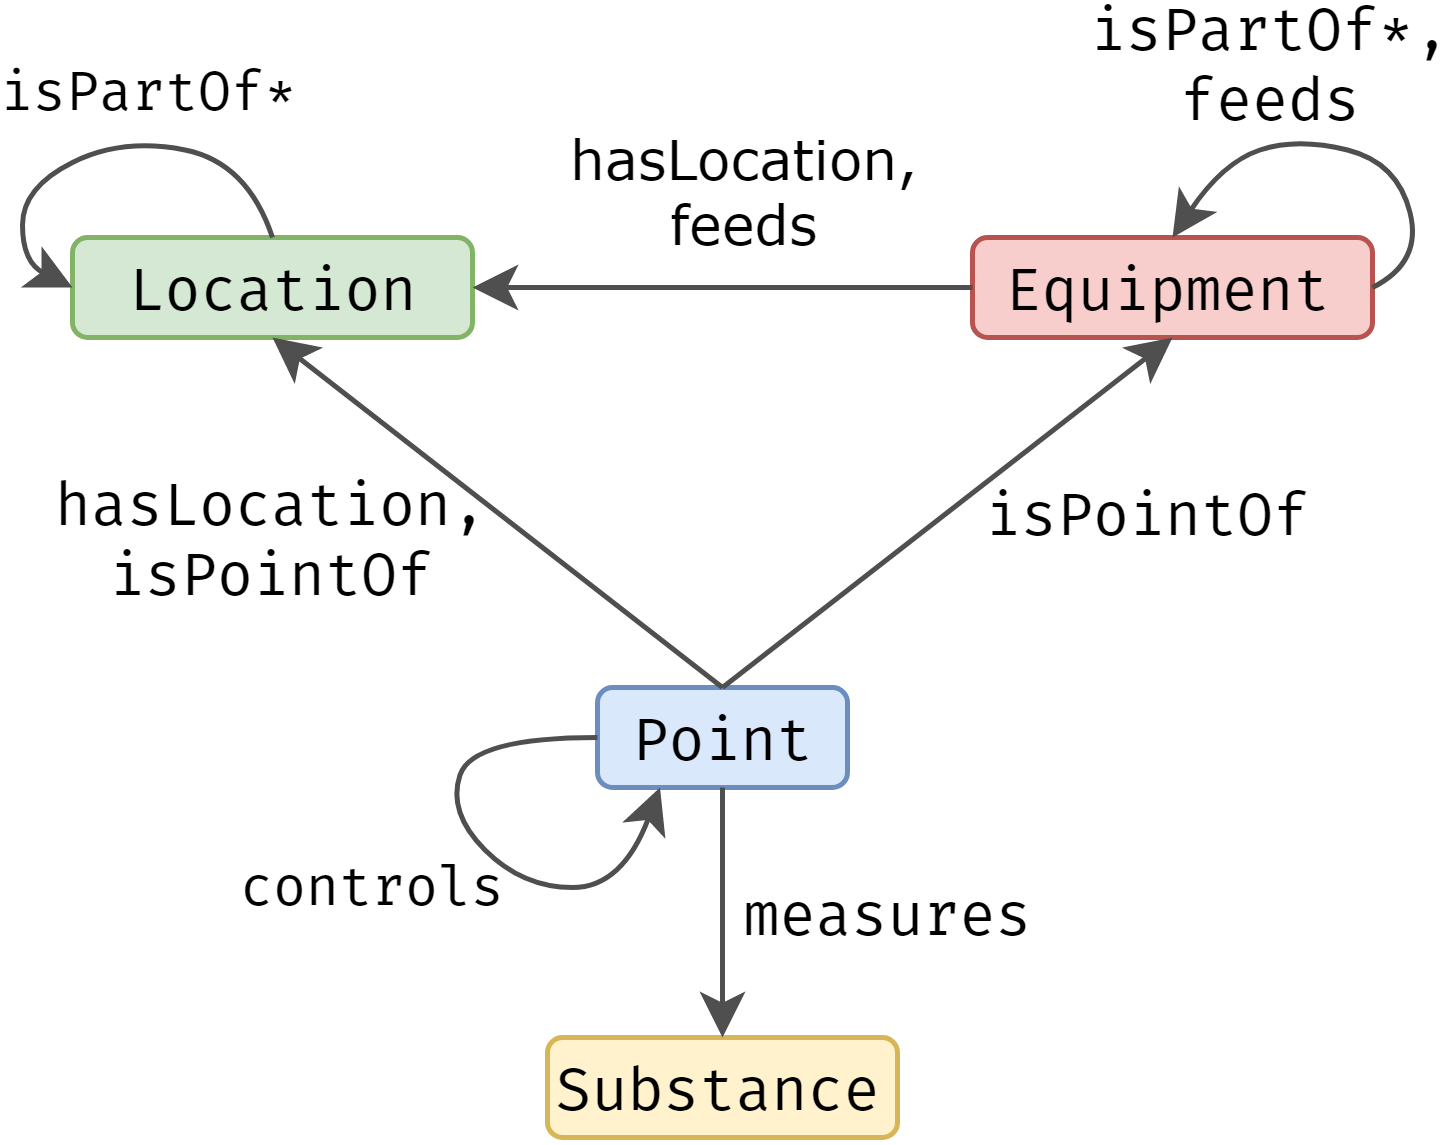 isPartOf*,
feeds
isPartOf*
hasLocation,
feeds
Location
Equipment
hasLocation,
isPointOf
isPointOf
Point
controls
measures
Substance